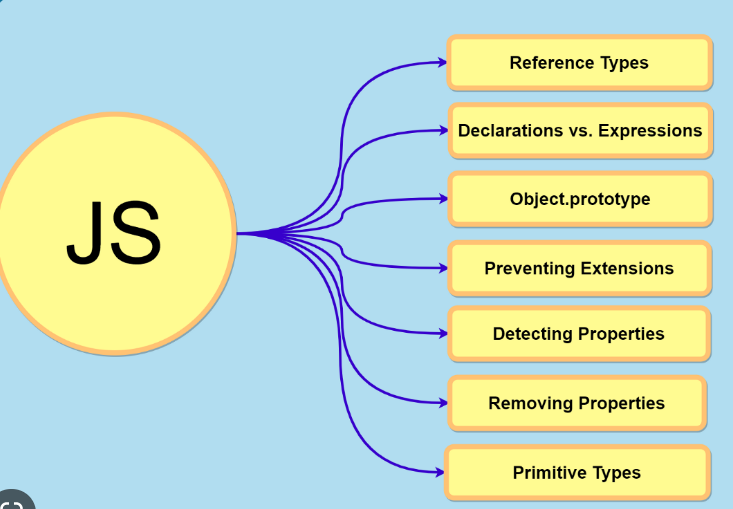 JS
Reference Types
Declarations vs. Expressions
Object.prototype
Preventing Extensions
Detecting Properties
Removing Properties
Primitive Types